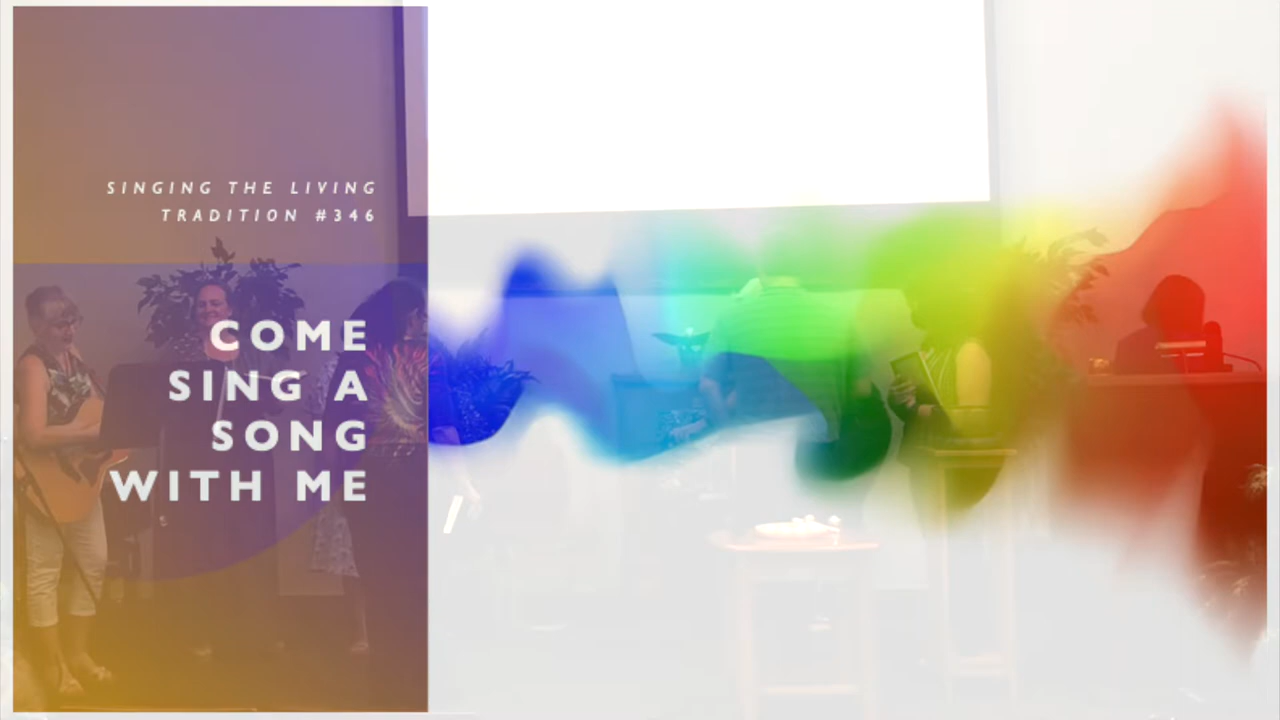 SINGING THE LIVING
TRADITION #346
COME
SING A
SONG
WITH ME